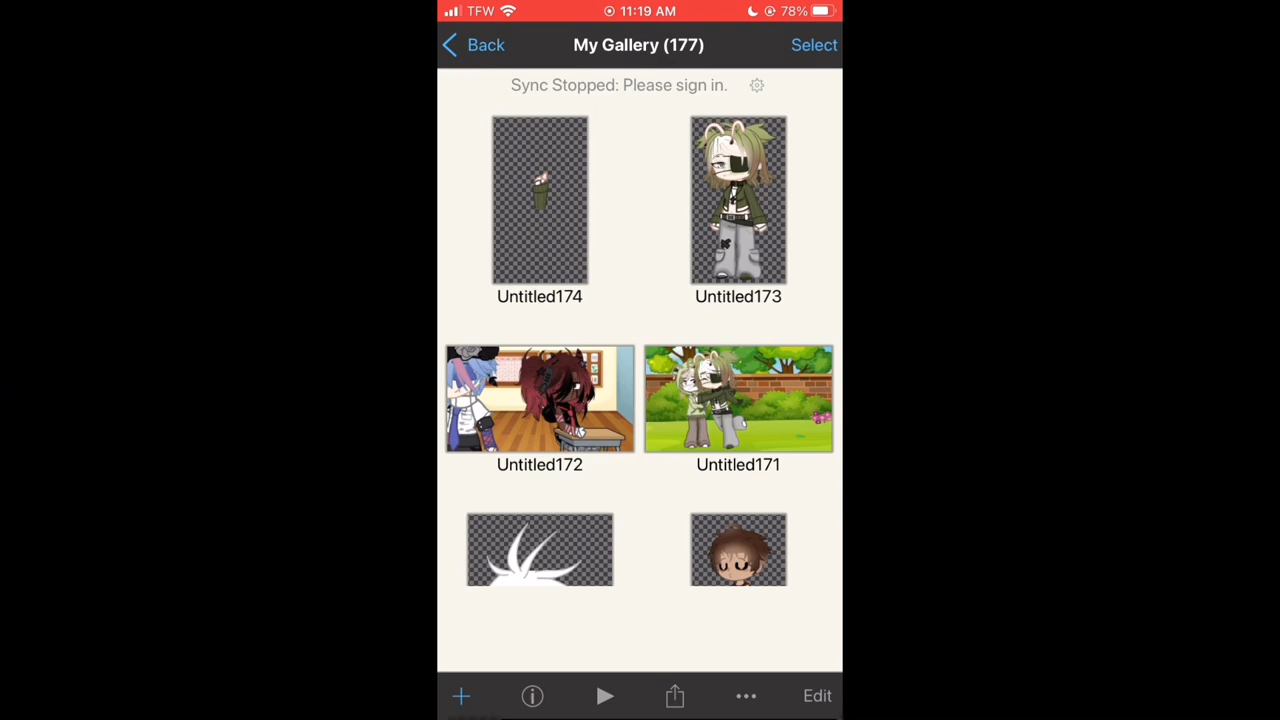 TFW 11:19 AM 78%
Back My Gallery (177) Select
Sync Stopped: Please sign in.
Untitled174 Untitled173
Untitled172 Untitled171
Edit